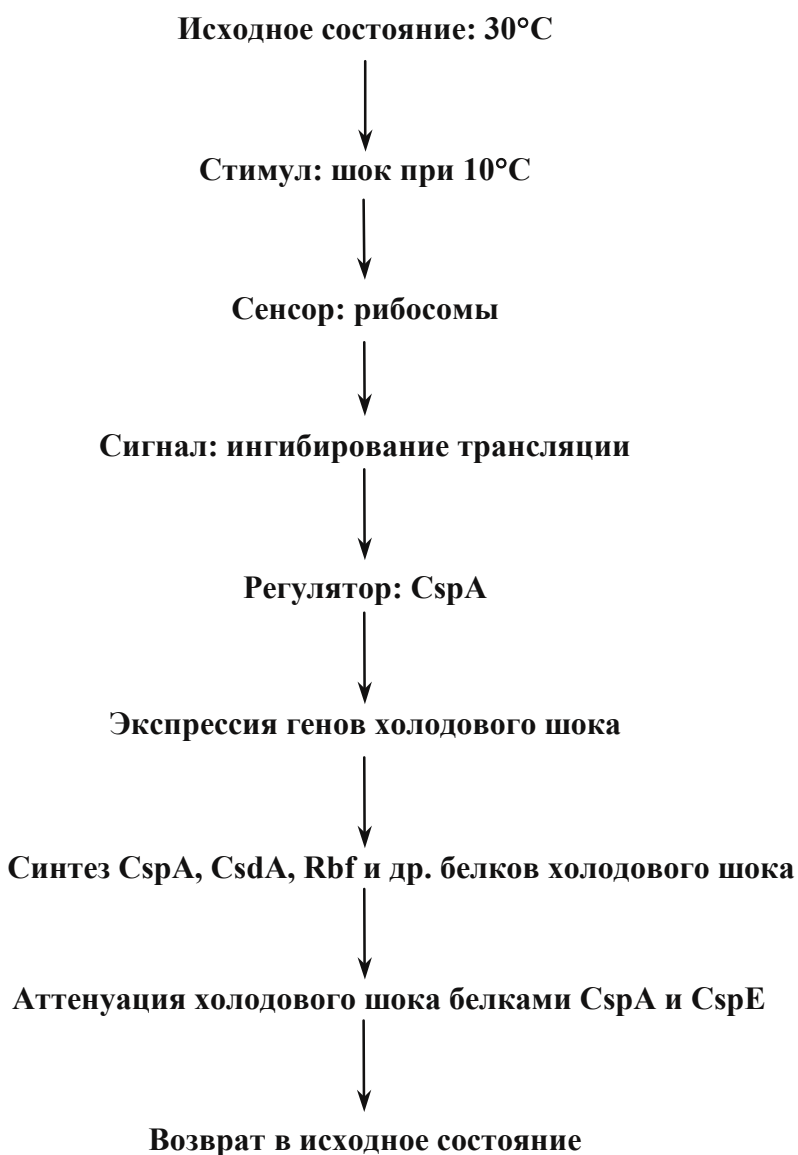 Исходное состояние: 30°C
Стимул: шок при 10°C
Сенсор: рибосомы
Сигнал: ингибирование трансляции
Регулятор: CspA
Экспрессия генов холодового шока
Синтез CspA, CsdA, Rbf и др. белков холодового шока
Аттенуация холодового шока белками CspA и CspE
Возврат в исходное состояние